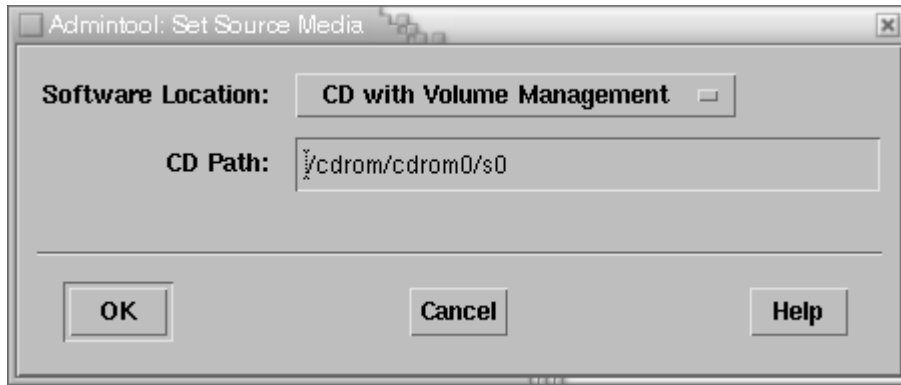 Admintool: Set Source Media
Software Location: CD with Volume Management
CD Path: /cdrom/cdrom0/s0
OK Cancel Help